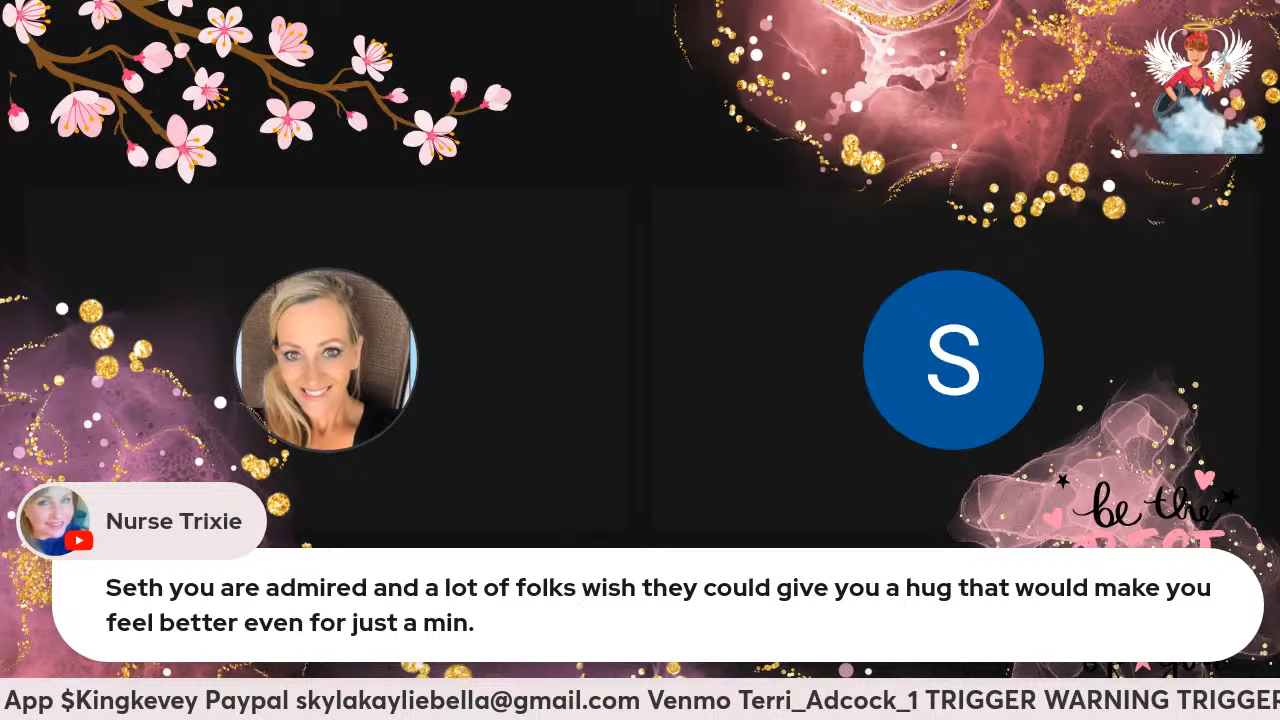 S
be the
Nurse Trixie
Seth you are admired and a lot of folks wish they could give you a hug that would make you
feel better even for just a min.
App $Kingkevey Paypal skylakayliebella@gmail.com Venmo Terri_Adcock_1 TRIGGER WARNING TRIGGER